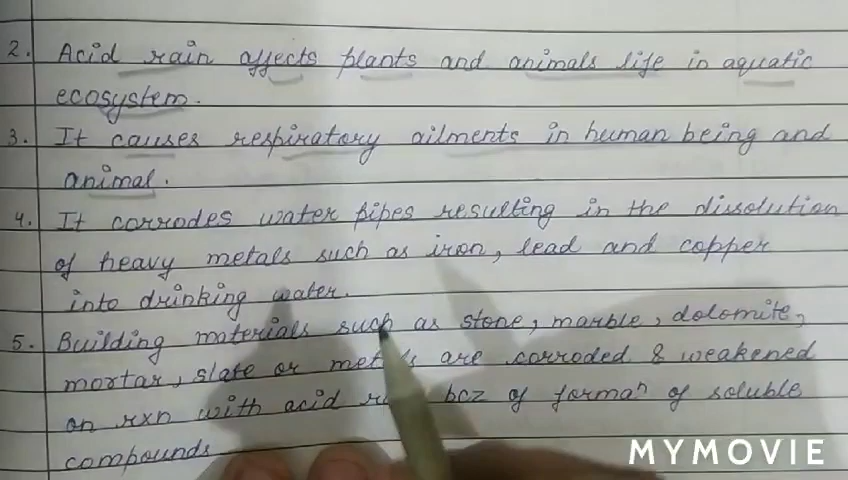 2. Acid rain affects plants and animals life in aquatic
ecosystem.
3. It causes respiratory ailments in human being and
animal.
4. It corrodes water pipes resulting in the dissolution
of heavy metals such as iron, lead and copper
into drinking water.
5. Building materials such as stone, marble, dolomite,
mortar, slate or are corroded & weakened
on rxn with acid bcz of forman of soluble
compounds
MYMOVIE